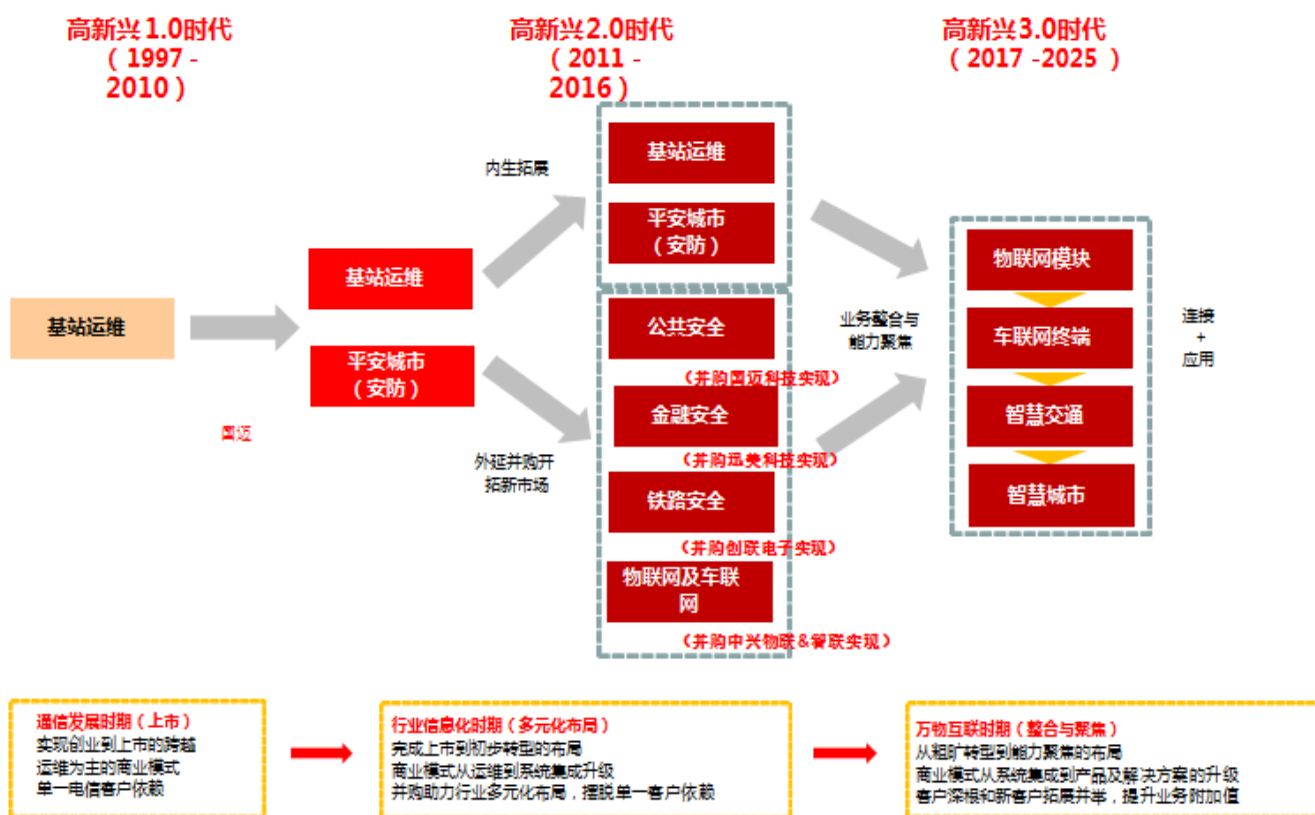 高新兴1.0时代
（1997 -
2010）
高新兴2.0时代
（2011 -
2016）
高新兴3.0时代
（2017 -2025 ）
基站运维
国迈
基站运维
平安城市
（安防）
内生拓展
外延并购开
拓新市场
基站运维
平安城市
（安防）
公共安全
（并购国迈科技实现）
金融安全
（并购迅美科技实现）
铁路安全
（并购创联电子实现）
物联网及车联
网
（并购中兴物联&智联实现）
业务整合与
能力聚焦
物联网模块
车联网终端
智慧交通
智慧城市
连接
+
应用
通信发展时期（上市）
实现创业到上市的跨越
运维为主的商业模式
单一电信客户依赖
行业信息化时期（多元化布局）
完成上市到初步转型的布局
商业模式从运维到系统集成升级
并购助力行业多元化布局，摆脱单一客户依赖
万物互联时期（整合与聚焦）
从粗旷转型到能力聚焦的布局
商业模式从系统集成到产品及解决方案的升级
客户深根和新客户拓展并举，提升业务附加值